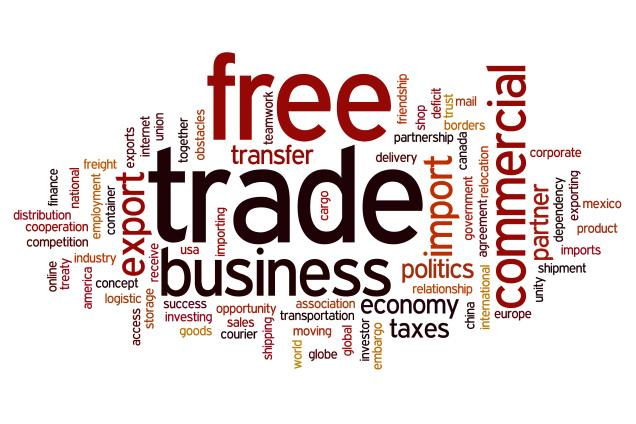 free
trade
business
commercial
export
import
transfer
politics
economy
taxes
partner
friendship
shop
deficit
trust
mail
borders
partnership
canada
delivery
teamwork
obstacles
together
union
internet
exports
freight
finance
national
employment
container
distribution
cooperation
competition
online
treaty
industry
america
concept
logistic
access
storage
receive
usa
importing
cargo
success
investing
goods
opportunity
sales
courier
shipping
association
transportation
moving
world
globe
global
investor
embargo
relationship
china
international
government
agreement
relocation
corporate
dependency
exporting
mexico
product
imports
shipment
unity
europe